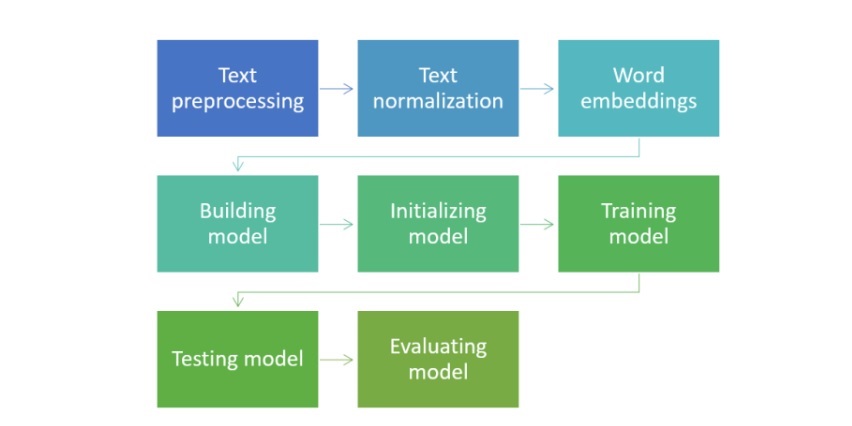 Text
preprocessing
Text
normalization
Word
embeddings
Building
model
Initializing
model
Training
model
Testing model
Evaluating
model